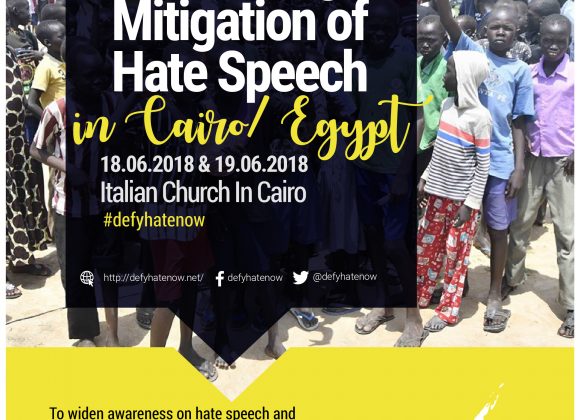 Mitigation of
Hate Speech
in Cairo/ Egypt
18.06.2018 & 19.06.2018
Italian Church In Cairo
#defyhatenow
http://defyhatenow.net/ defyhatenow @defyhatenow
To widen awareness on hate speech and